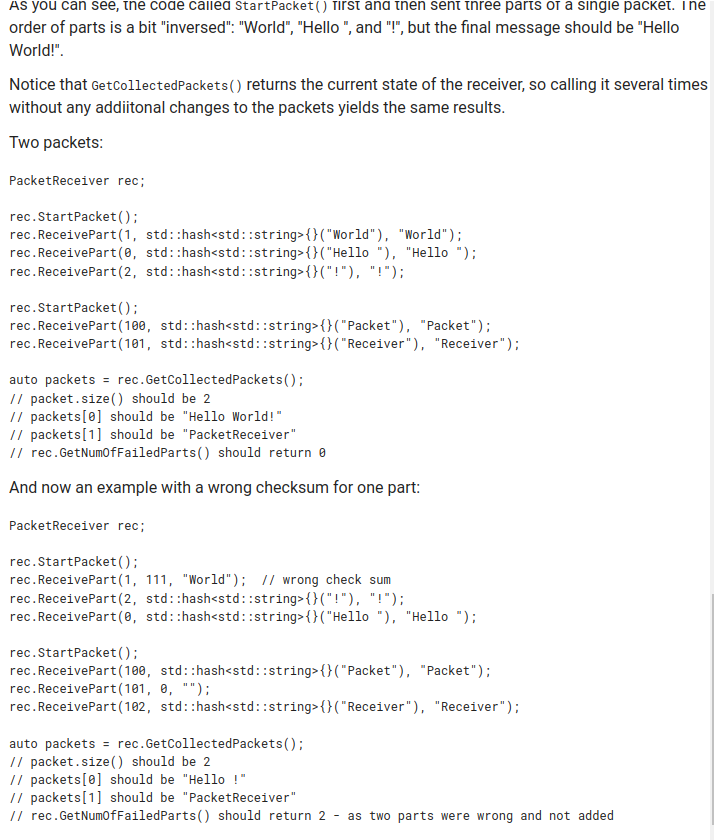 As you can see, the code called StartPacket() first and then sent three parts of a single packet. The
order of parts is a bit "inversed": "World", "Hello ", and "!", but the final message should be "Hello
World!".
Notice that GetCollectedPackets() returns the current state of the receiver, so calling it several times
without any addiitonal changes to the packets yields the same results.
Two packets:
PacketReceiver rec;
rec.StartPacket();
rec.ReceivePart(1, std::hash<std::string>{}("World"), "World");
rec.ReceivePart(0, std::hash<std::string>{}("Hello "), "Hello ");
rec.ReceivePart(2, std::hash<std::string>{}("!"), "!");
rec.StartPacket();
rec.ReceivePart(100, std::hash<std::string>{}("Packet"), "Packet");
rec.ReceivePart(101, std::hash<std::string>{}("Receiver"), "Receiver");
auto packets = rec.GetCollectedPackets();
// packet.size() should be 2
// packets[0] should be "Hello World!"
// packets[1] should be "PacketReceiver"
// rec.GetNumOfFailedParts() should return 0
And now an example with a wrong checksum for one part:
PacketReceiver rec;
rec.StartPacket();
rec.ReceivePart(1, 111, "World");  // wrong check sum
rec.ReceivePart(2, std::hash<std::string>{}("!"), "!");
rec.ReceivePart(0, std::hash<std::string>{}("Hello "), "Hello ");
rec.StartPacket();
rec.ReceivePart(100, std::hash<std::string>{}("Packet"), "Packet");
rec.ReceivePart(101, 0, "");
rec.ReceivePart(102, std::hash<std::string>{}("Receiver"), "Receiver");
auto packets = rec.GetCollectedPackets();
// packet.size() should be 2
// packets[0] should be "Hello !"
// packets[1] should be "PacketReceiver"
// rec.GetNumOfFailedParts() should return 2 - as two parts were wrong and not added